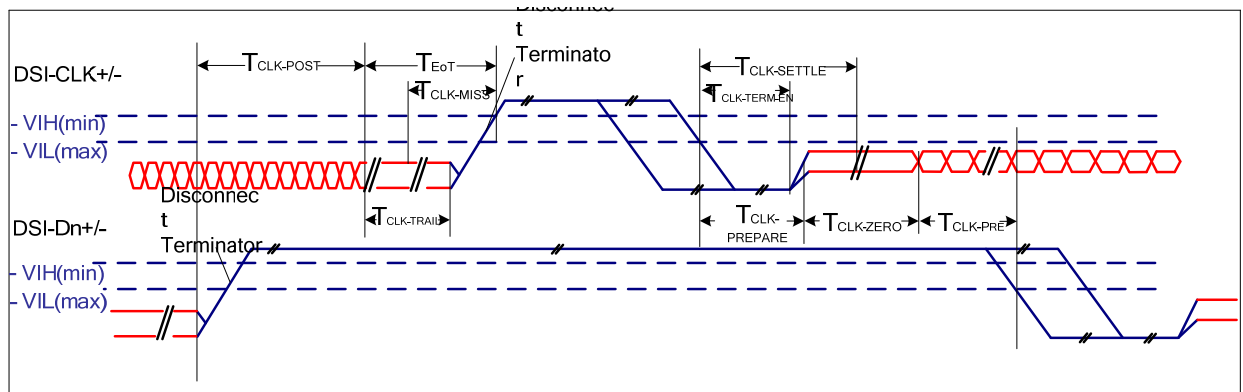 Disconnec
t
Terminato
r
TCLK-POST
TEoT
TCLK-SETTLE
DSI-CLK+/-
TCLK-MISS
TCLK-TERM-EN
- VIH(min)
- VIL(max)
Disconnec
t
Terminator
TCLK-TRAIL
TCLK-
PREPARE
TCLK-ZERO
TCLK-PRE
DSI-Dn+/-
- VIH(min)
- VIL(max)